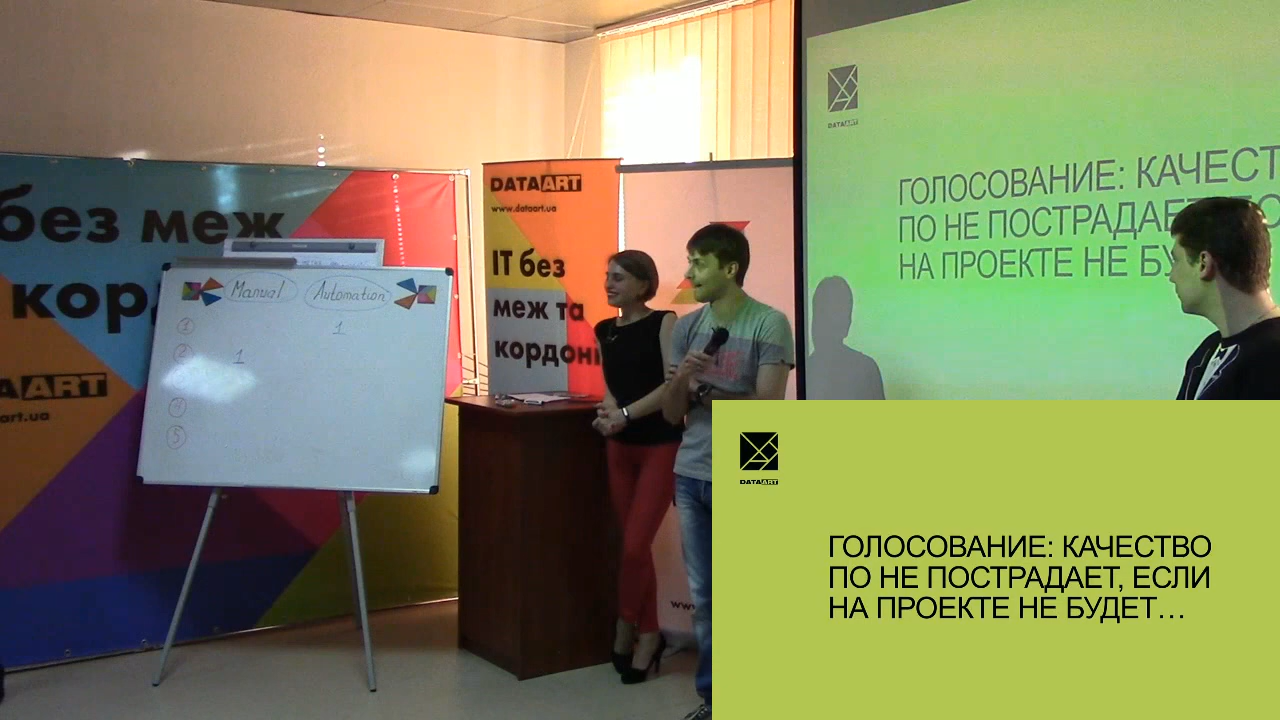 без меж
кор
DATAART
art.ua
Manual
Automation
1
1
2
1
4
5
DATAART
www.dataart.ua
IT без
меж та
кордон
DATAART
ГОЛОСОВАНИЕ: КАЧЕСТ
ПО НЕ ПОСТРАДАЕТ
НА ПРОЕКТЕ НЕ БУ
DATAART
ГОЛОСОВАНИЕ: КАЧЕСТВО
ПО НЕ ПОСТРАДАЕТ, ЕСЛИ
НА ПРОЕКТЕ НЕ БУДЕТ...